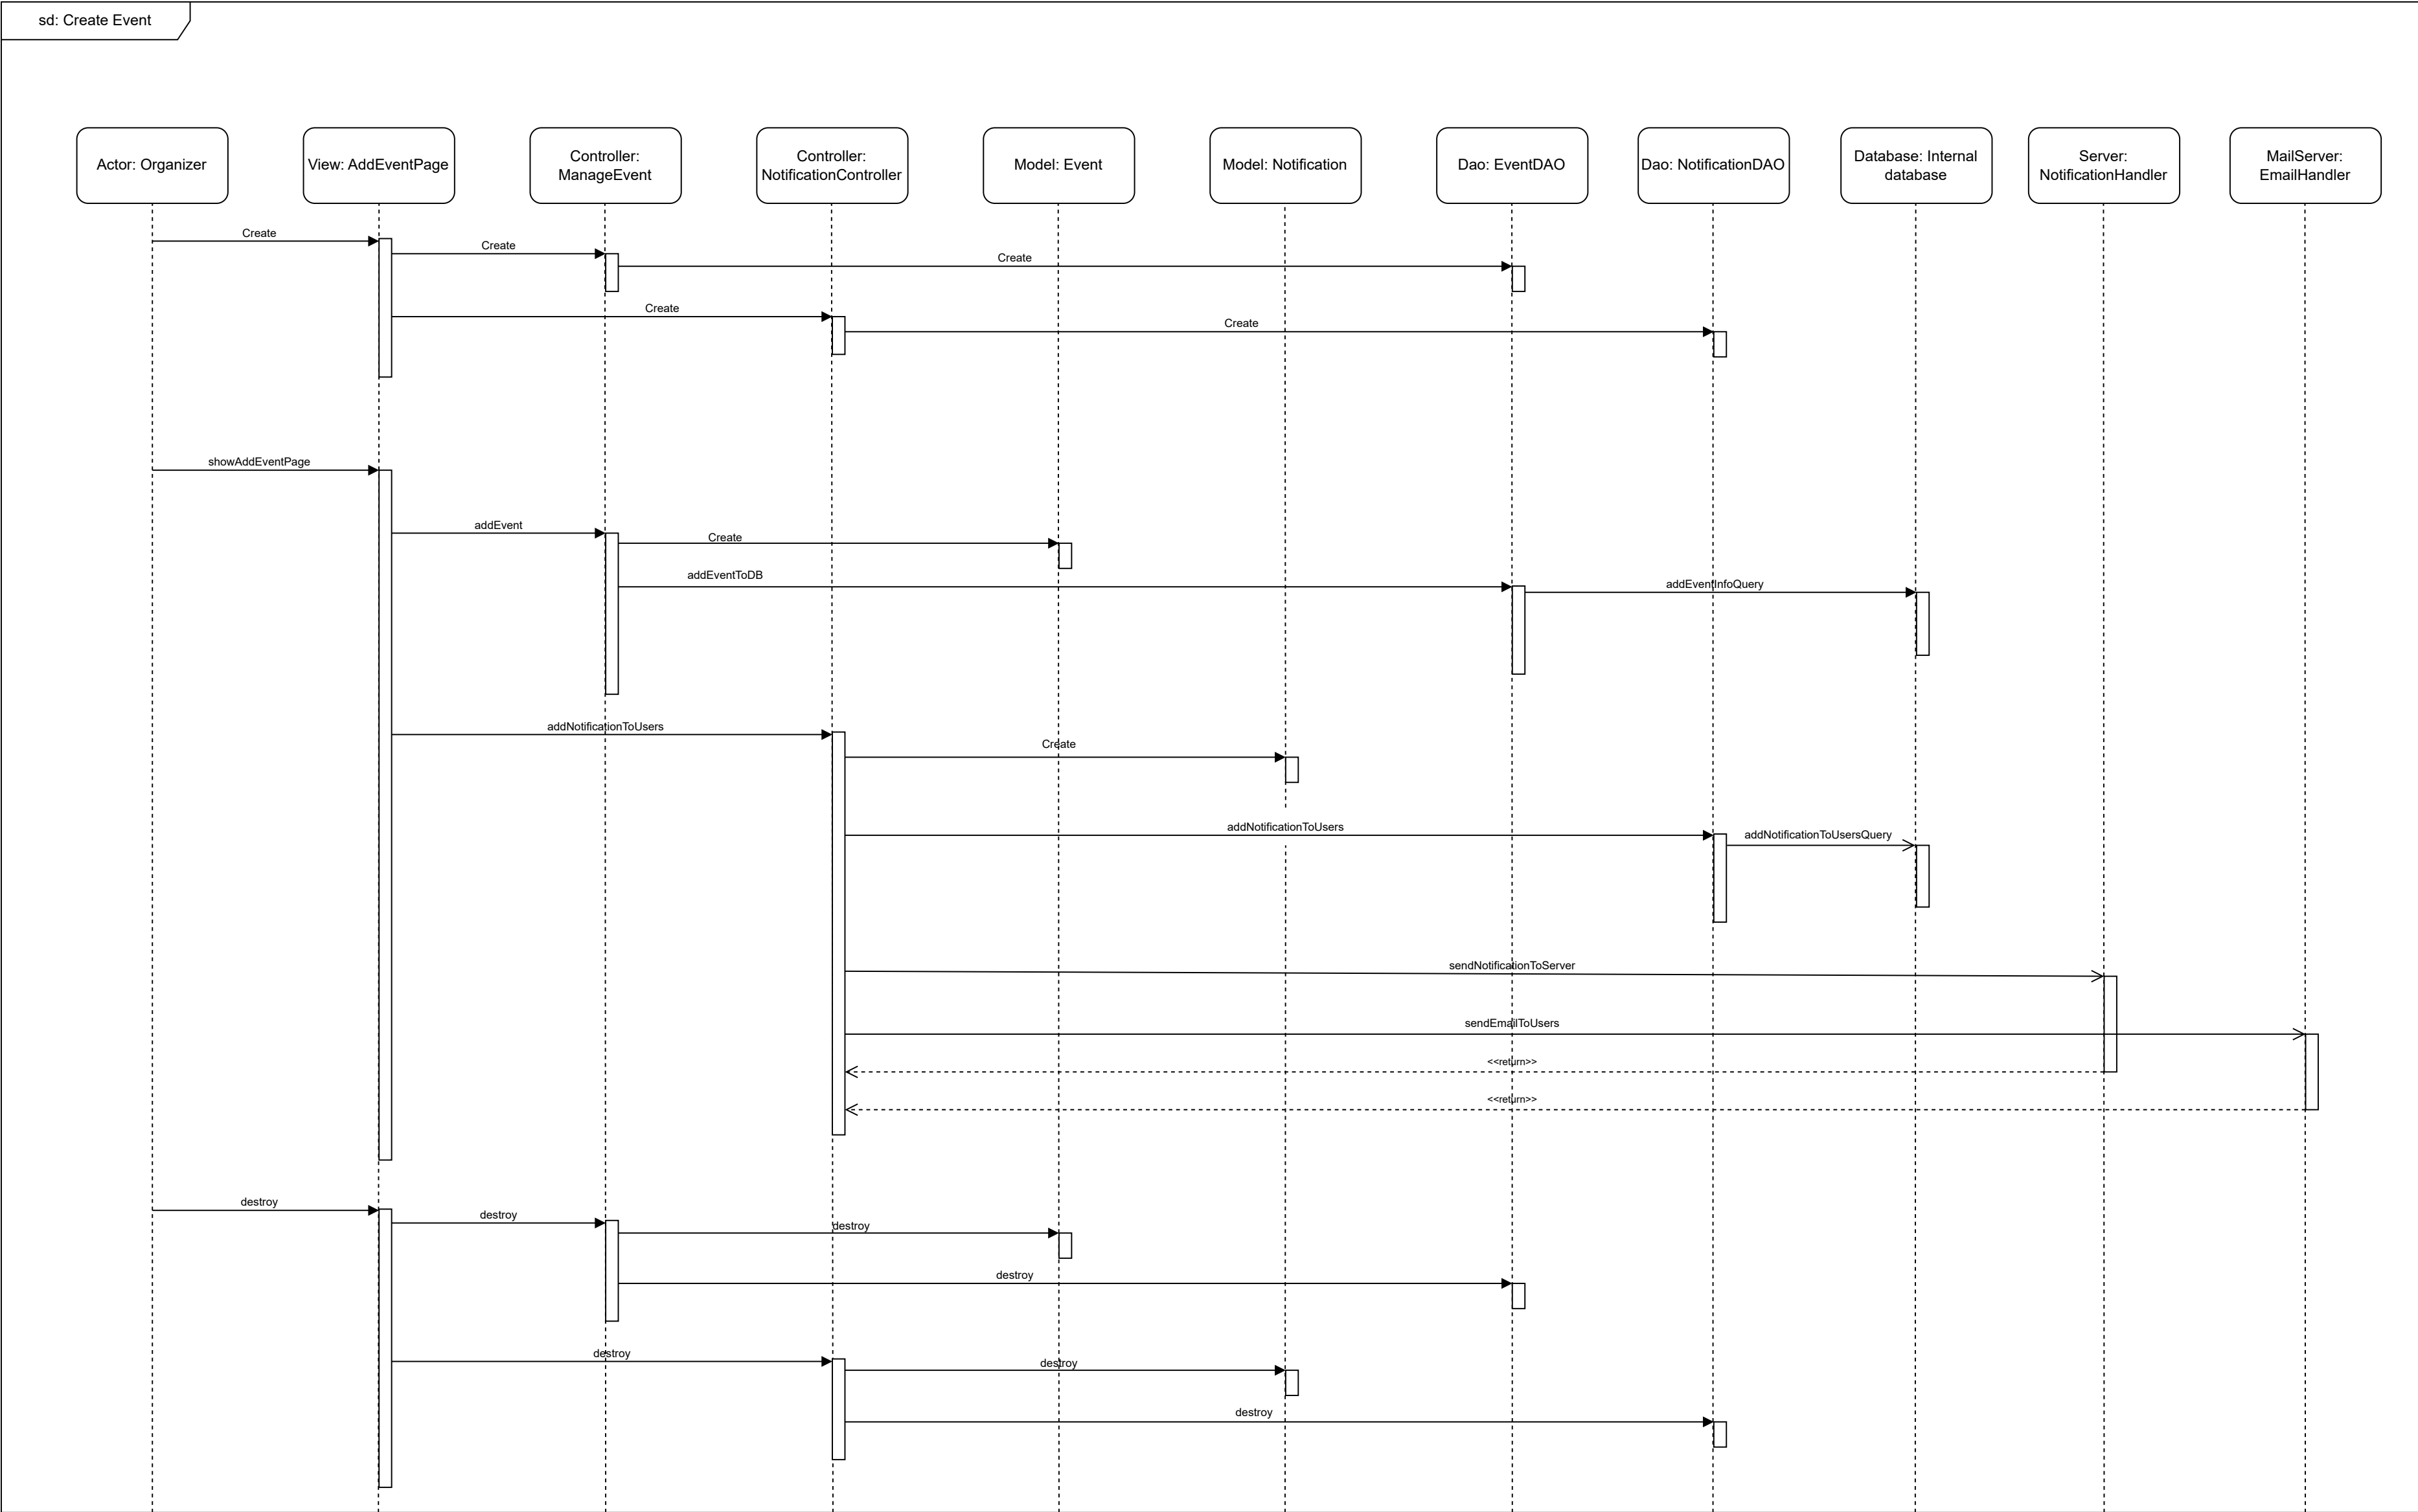 sd: Create Event
Actor: Organizer
View: AddEventPage
Controller:
ManageEvent
Controller:
NotificationController
Model: Event
Model: Notification
Dao: EventDAO
Dao: NotificationDAO
Database: Internal
database
Server:
NotificationHandler
MailServer:
EmailHandler
Create
Create
Create
Create
Create
showAddEventPage
addEvent
Create
addEventToDB
addEventInfoQuery
addNotificationToUsers
Create
addNotificationToUsers
addNotificationToUsersQuery
sendNotificationToServer
sendEmailToUsers
<<return>>
<<return>>
destroy
destroy
destroy
destroy
destroy
destroy
destroy